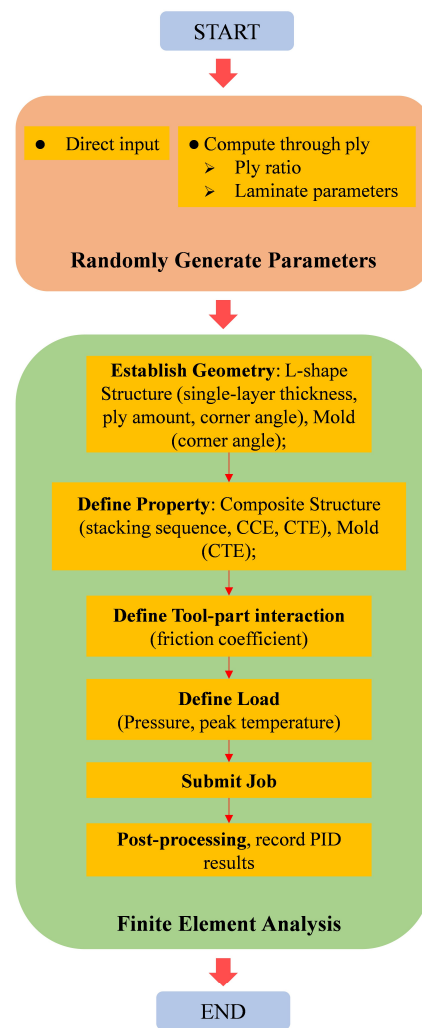 START
● Direct input
● Compute through ply
➢ Ply ratio
➢ Laminate parameters
Randomly Generate Parameters
Establish Geometry: L-shape
Structure (single-layer thickness,
ply amount, corner angle), Mold
(corner angle);
Define Property: Composite Structure
(stacking sequence, CCE, CTE), Mold
(CTE);
Define Tool-part interaction
(friction coefficient)
Define Load
(Pressure, peak temperature)
Submit Job
Post-processing, record PID
results
Finite Element Analysis
END